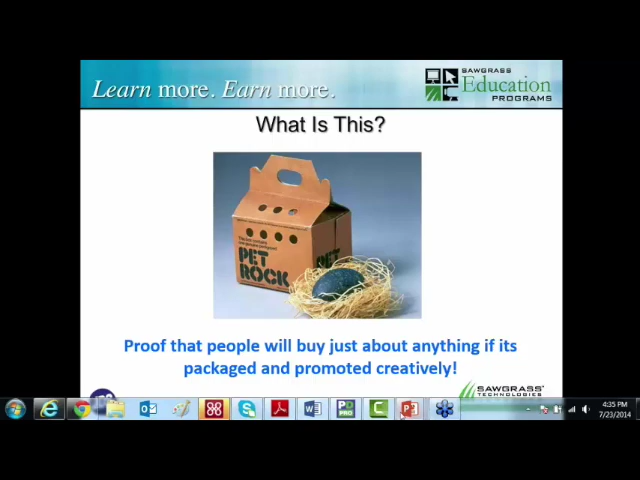 Learn more. Earn more.
SAWGRASS
Education
PROGRAMS
What Is This?
PET
ROCK
PET
Proof that people will buy just about anything if its
packaged and promoted creatively!
SAWGRASS
TECHNOLOGIES
4:35 PM
7/23/2014